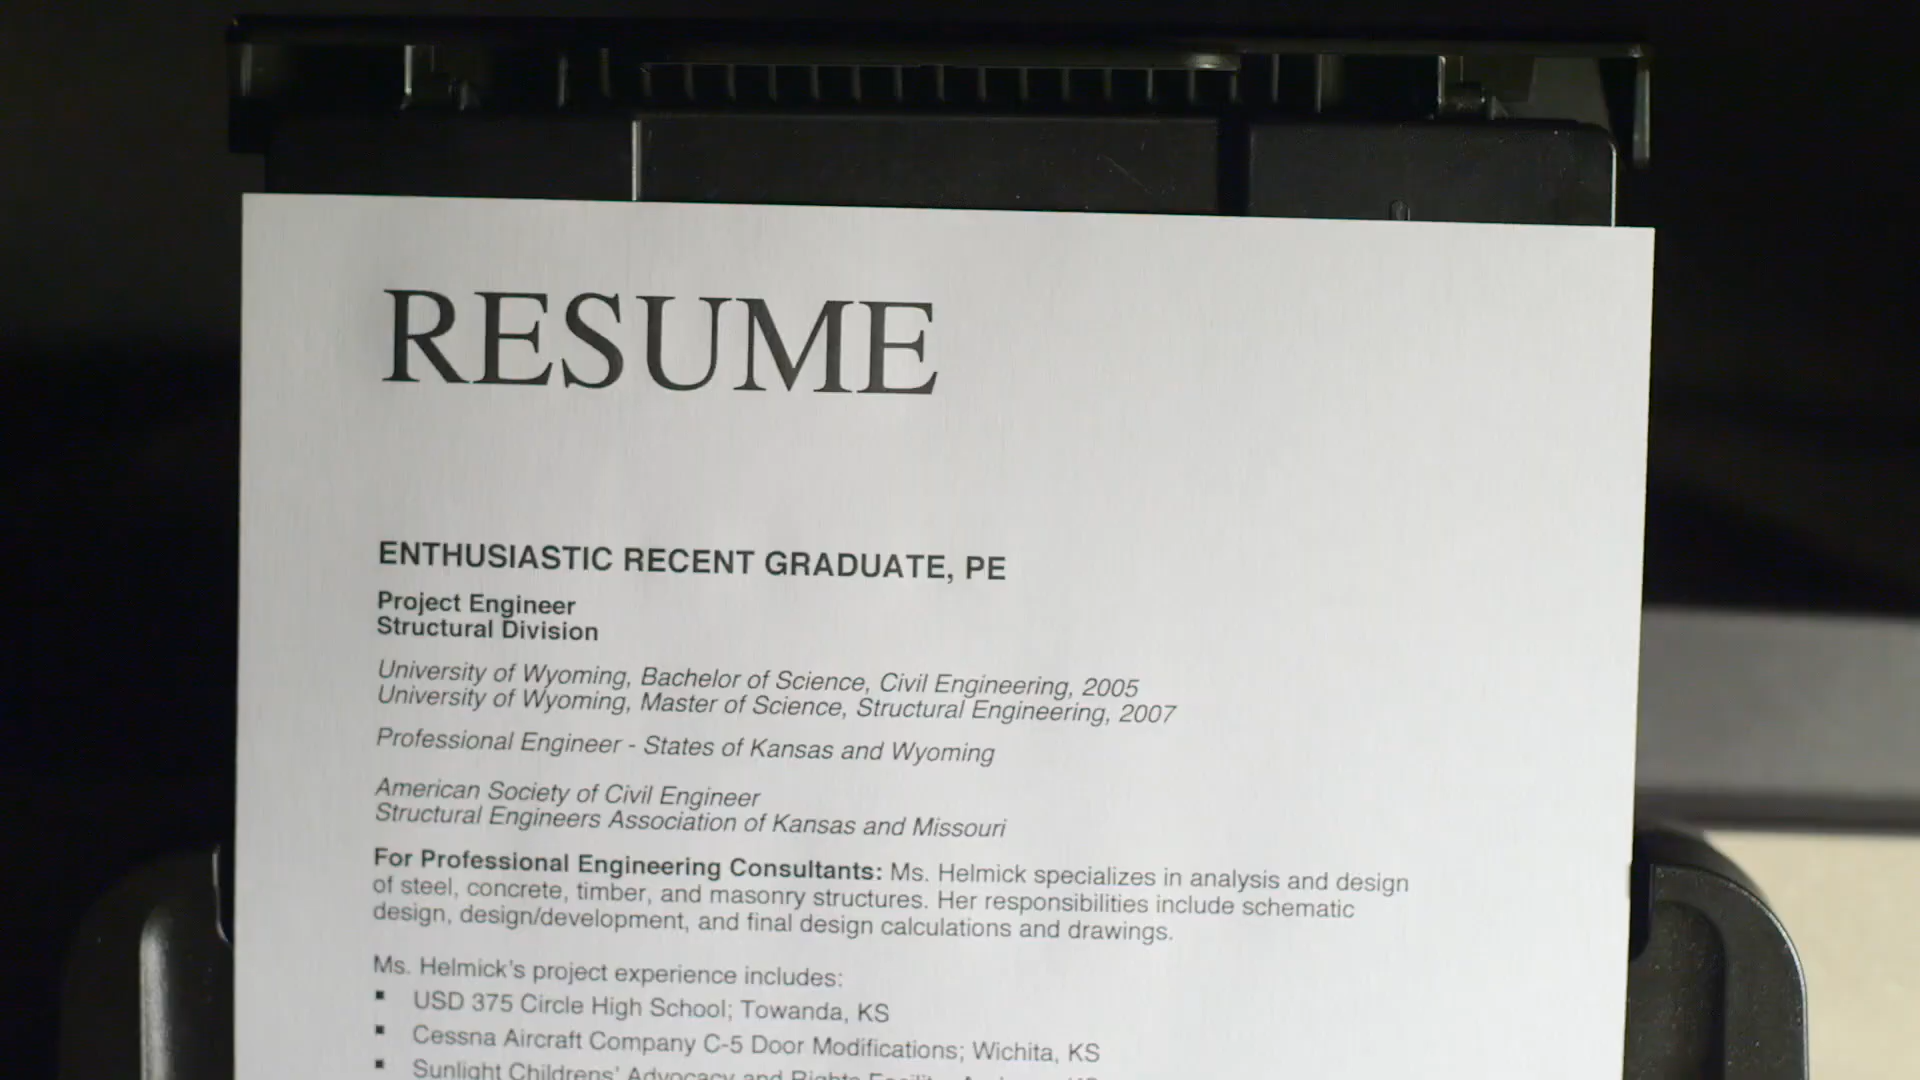 RESUME
ENTHUSIASTIC RECENT GRADUATE, PE
Project Engineer
Structural Division
University of Wyoming, Bachelor of Science, Civil Engineering, 2005
University of Wyoming, Master of Science, Structural Engineering, 2007
Professional Engineer - States of Kansas and Wyoming
American Society of Civil Engineer
Structural Engineers Association of Kansas and Missouri
For Professional Engineering Consultants: Ms. Helmick specializes in analysis and design
of steel, concrete, timber, and masonry structures. Her responsibilities include schematic
design, design/development, and final design calculations and drawings.
Ms. Helmick's project experience includes:
▪ USD 375 Circle High School; Towanda, KS
▪ Cessna Aircraft Company C-5 Door Modifications; Wichita, KS
▪ Sunlight Childrens' Advocacy and Rights